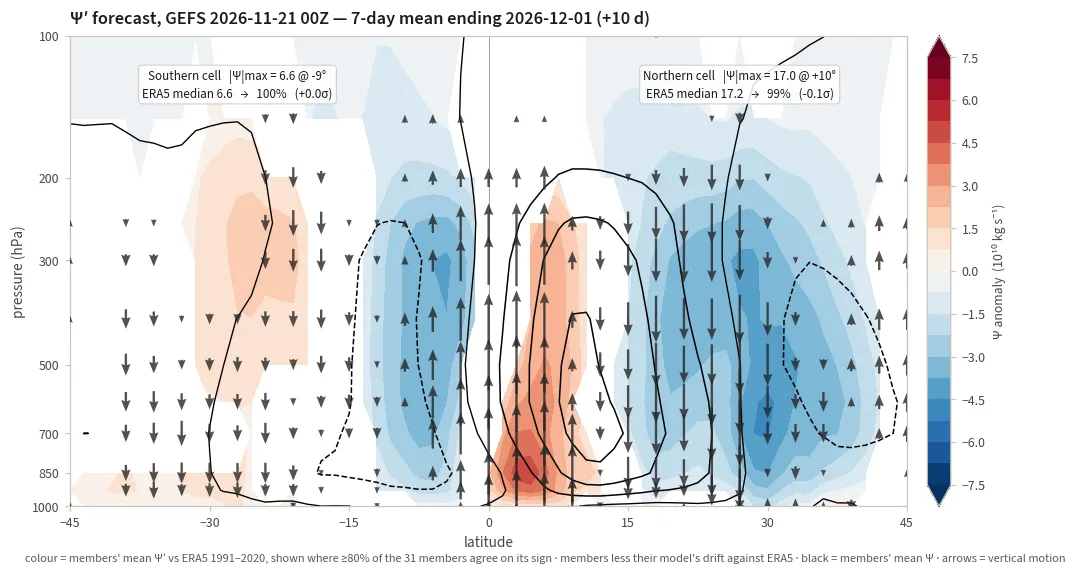 Ψ′ forecast, GEFS 2026-11-21 00Z — 7-day mean ending 2026-12-01 (+10 d)
100
200
300
500
700
850
1000
pressure (hPa)
Southern cell |Ψ|max = 6.6 @ -9°
ERA5 median 6.6 → 100% (+0.0σ)
Northern cell |Ψ|max = 17.0 @ +10°
ERA5 median 17.2 → 99% (-0.1σ)
−45
−30
−15
0
15
30
45
latitude
7.5
6.0
4.5
3.0
1.5
0.0
−1.5
−3.0
−4.5
−6.0
−7.5
Ψ anomaly (10¹⁰ kg s⁻¹)
colour = members' mean Ψ′ vs ERA5 1991–2020, shown where ≥80% of the 31 members agree on its sign · members less their model's drift against ERA5 · black = members' mean Ψ · arrows = vertical motion